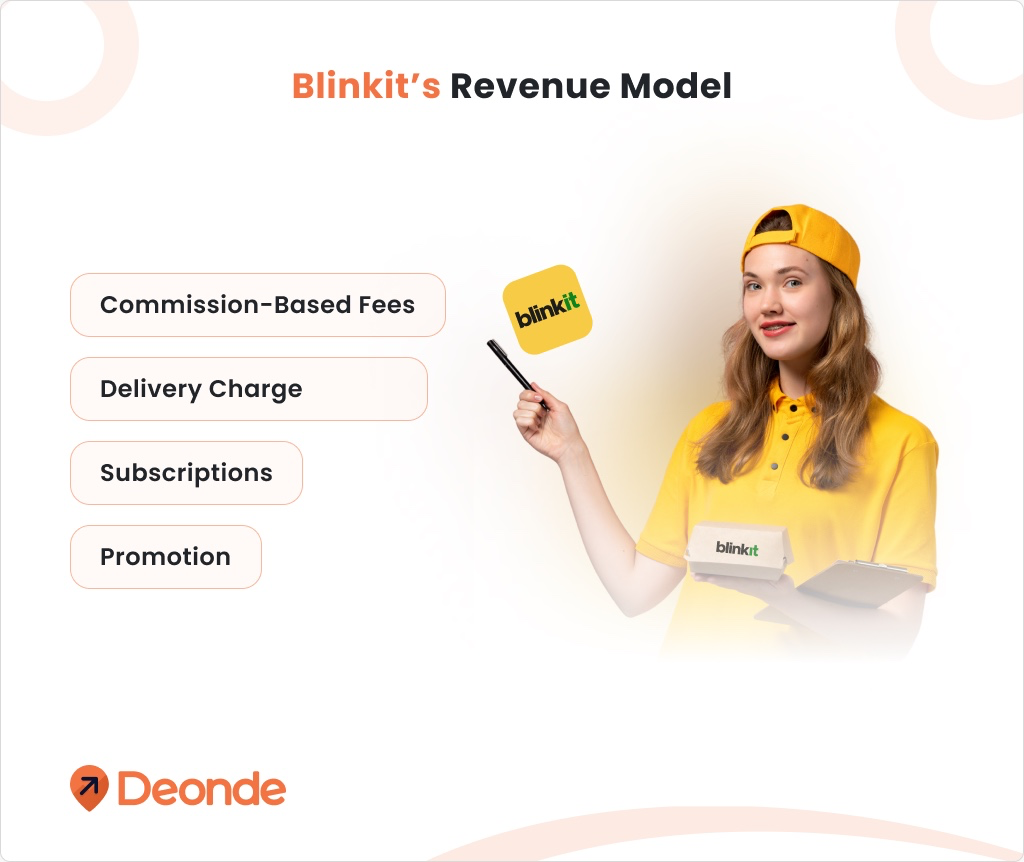 Blinkit’s Revenue Model
Commission-Based Fees
Delivery Charge
Subscriptions
Promotion
blinkit
blinkit
Deonde